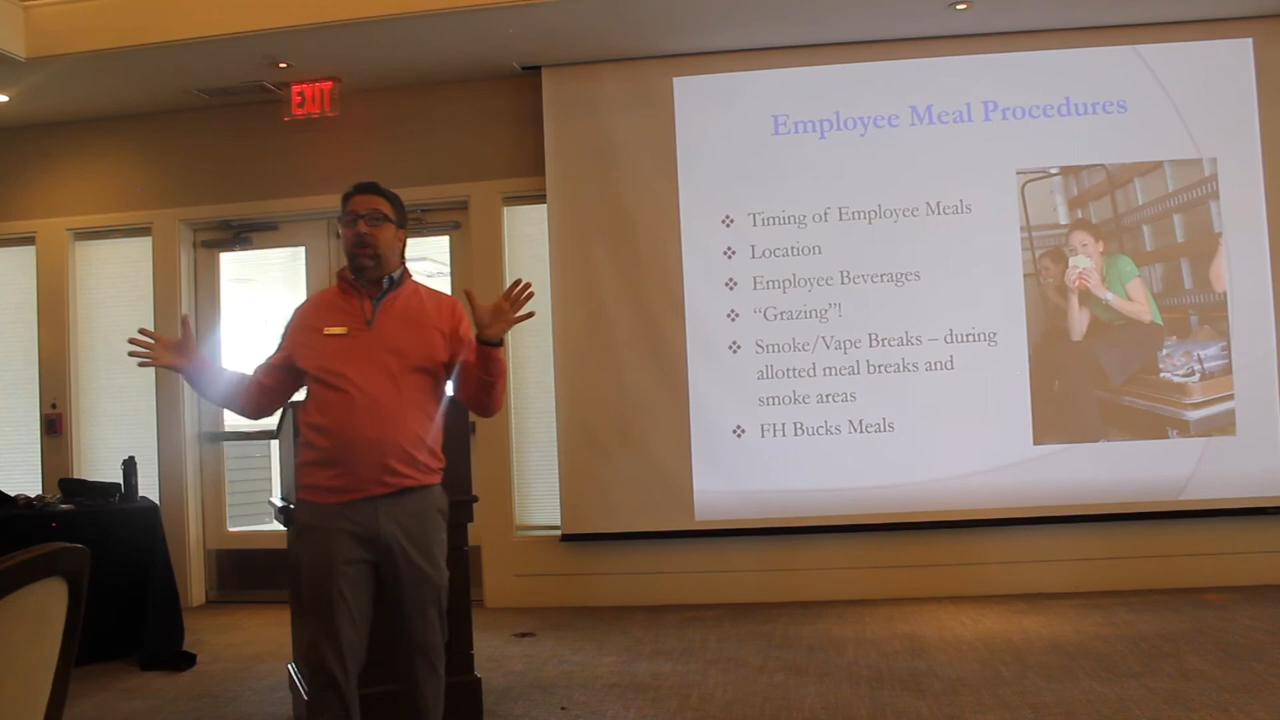 EXIT
Employee Meal Procedures
❖ Timing of Employee Meals
❖ Location
❖ Employee Beverages
❖ “Grazing”!
❖ Smoke/Vape Breaks – during
allotted meal breaks and
smoke areas
❖ FH Bucks Meals